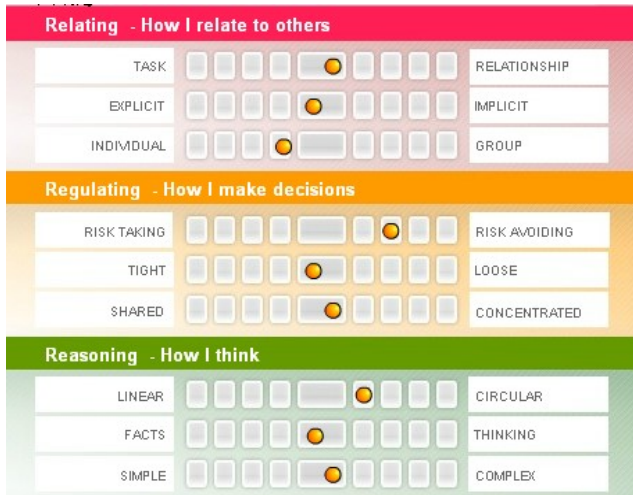 Relating - How I relate to others
TASK RELATIONSHIP
EXPLICIT IMPLICIT
INDIVIDUAL GROUP
Regulating - How I make decisions
RISK TAKING RISK AVOIDING
TIGHT LOOSE
SHARED CONCENTRATED
Reasoning - How I think
LINEAR CIRCULAR
FACTS THINKING
SIMPLE COMPLEX